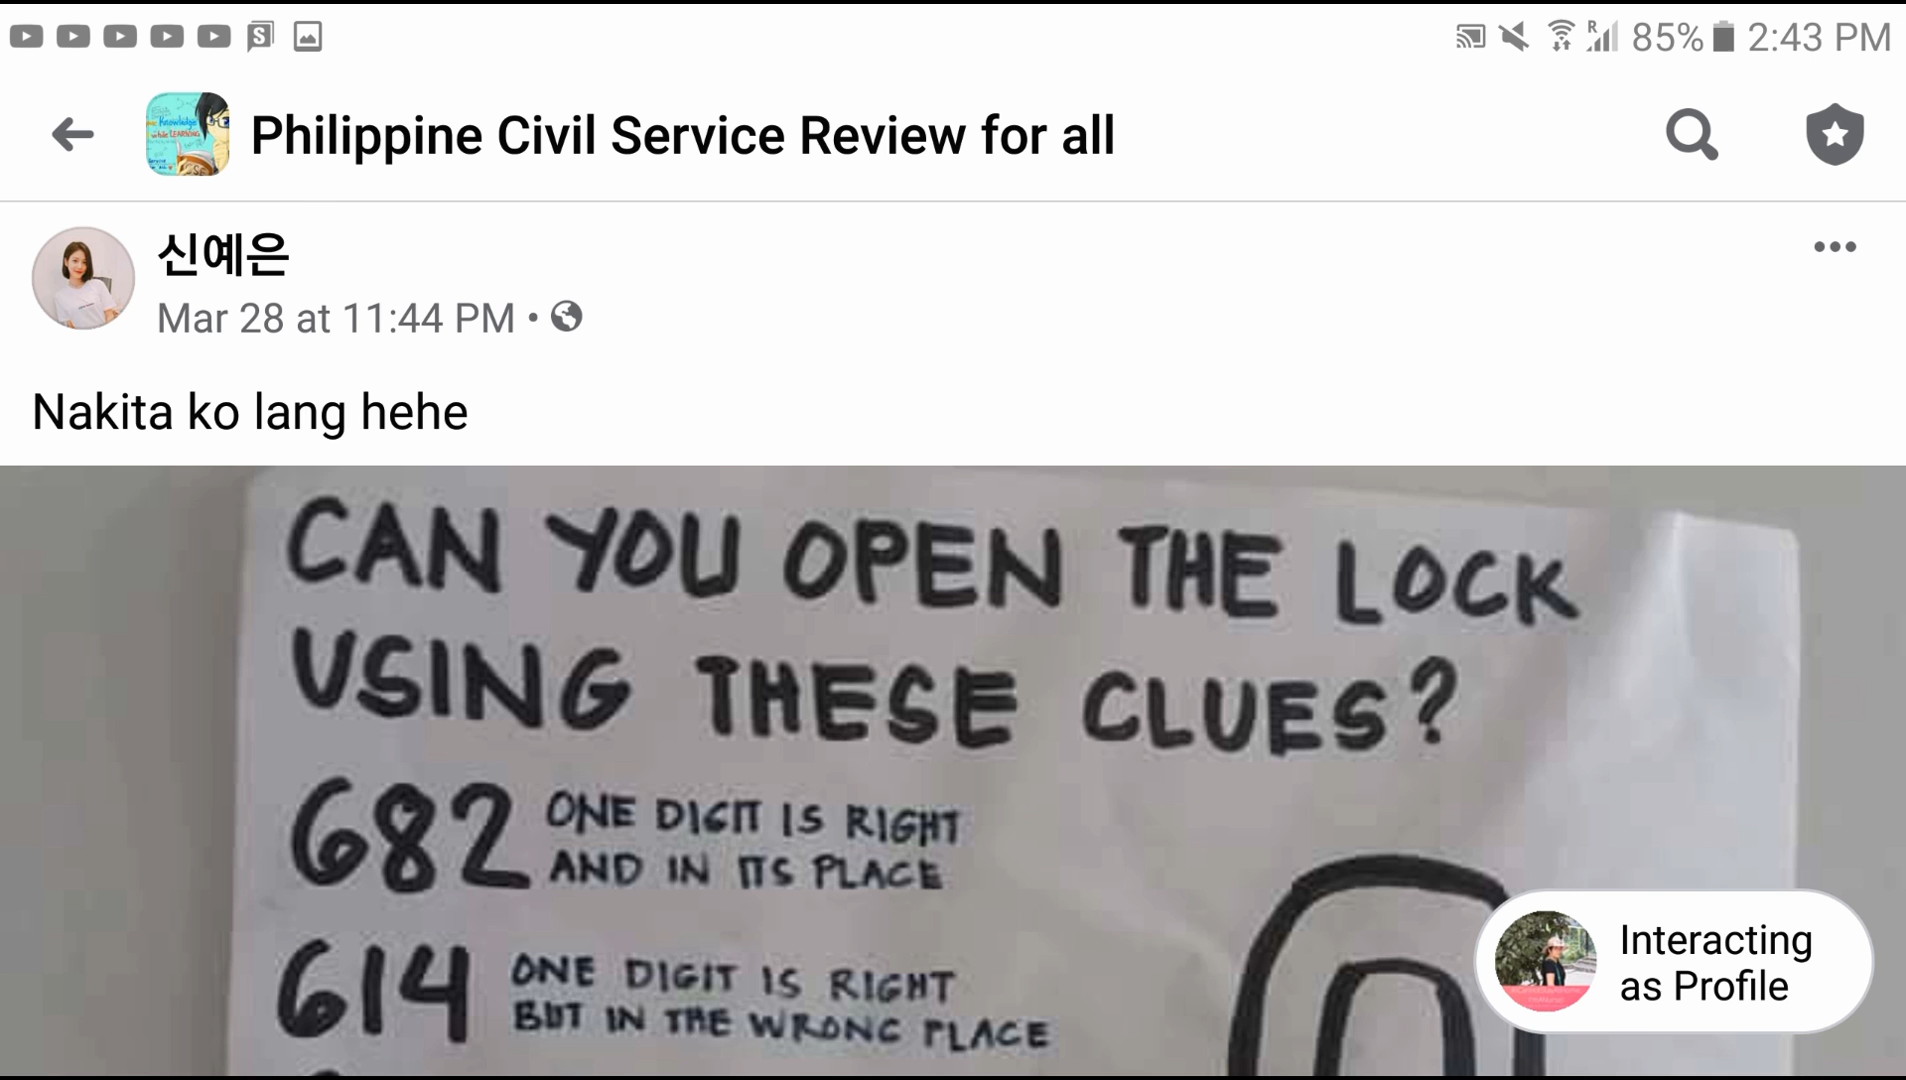 85% 2:43 PM
Philippine Civil Service Review for all
신예은
Mar 28 at 11:44 PM •
Nakita ko lang hehe
CAN YOU OPEN THE LOCK
USING THESE CLUES?
682 ONE DIGIT IS RIGHT
AND IN ITS PLACE
614 ONE DIGIT IS RIGHT
BUT IN THE WRONG PLACE
Interacting
as Profile